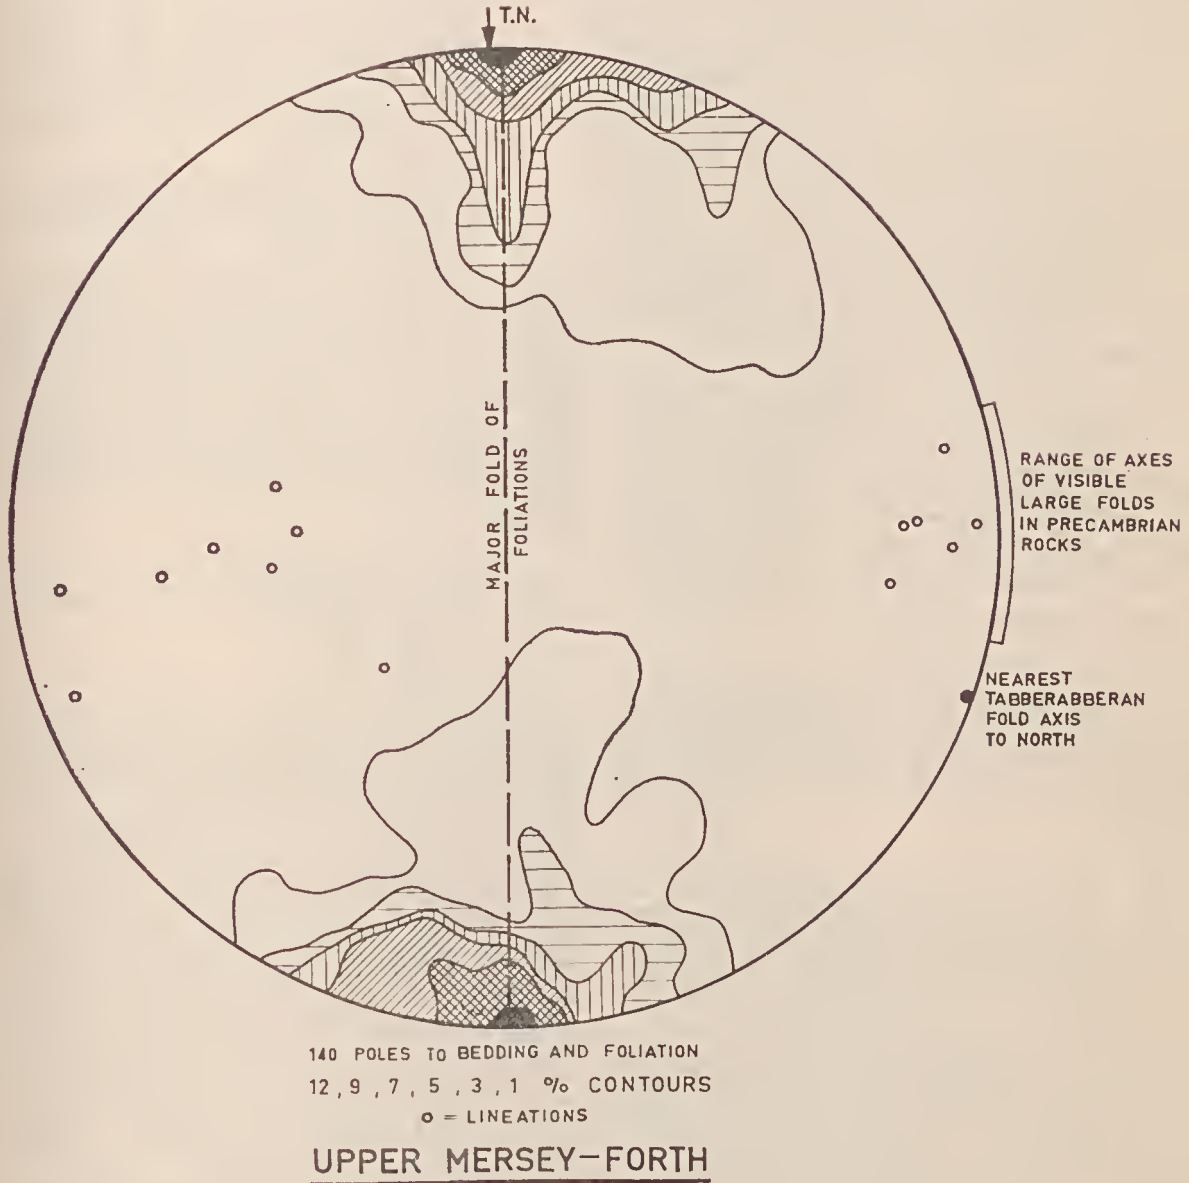 T.N.
MAJOR FOLD OF
FOLIATIONS
RANGE OF AXES
OF VISIBLE
LARGE FOLDS
IN PRECAMBRIAN
ROCKS
NEAREST
TABBERABBERAN
FOLD AXIS
TO NORTH
140 POLES TO BEDDING AND FOLIATION
12, 9, 7, 5, 3, 1 % CONTOURS
o = LINEATIONS
UPPER MERSEY-FORTH